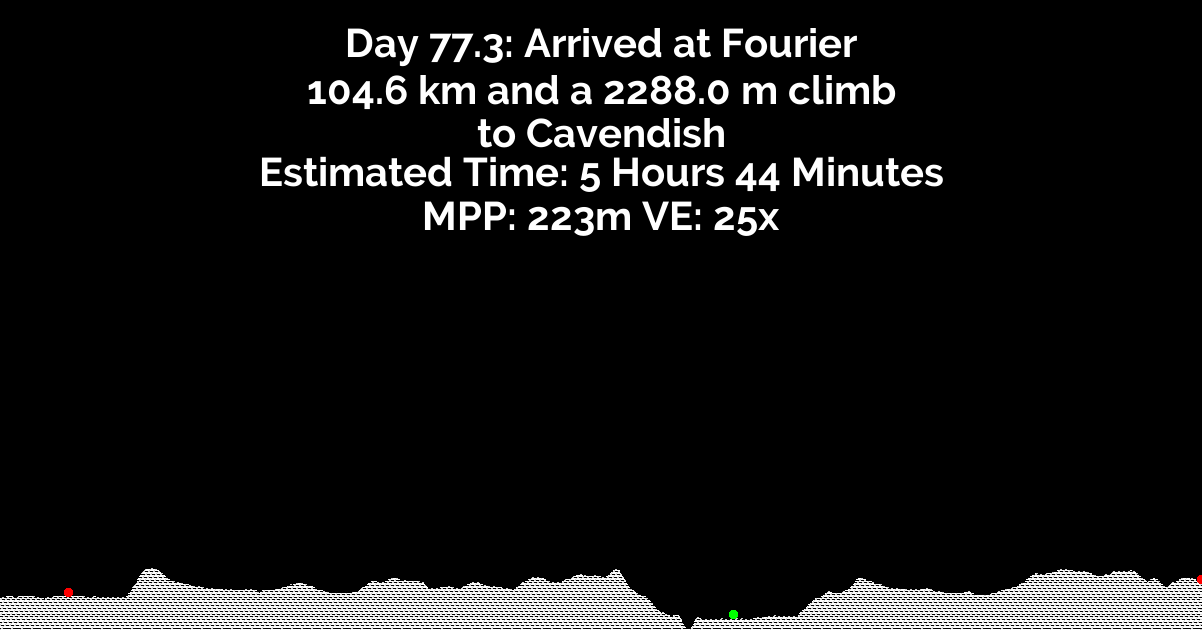 Day 77.3: Arrived at Fourier
104.6 km and a 2288.0 m climb
to Cavendish
Estimated Time: 5 Hours 44 Minutes
MPP: 223m VE: 25x